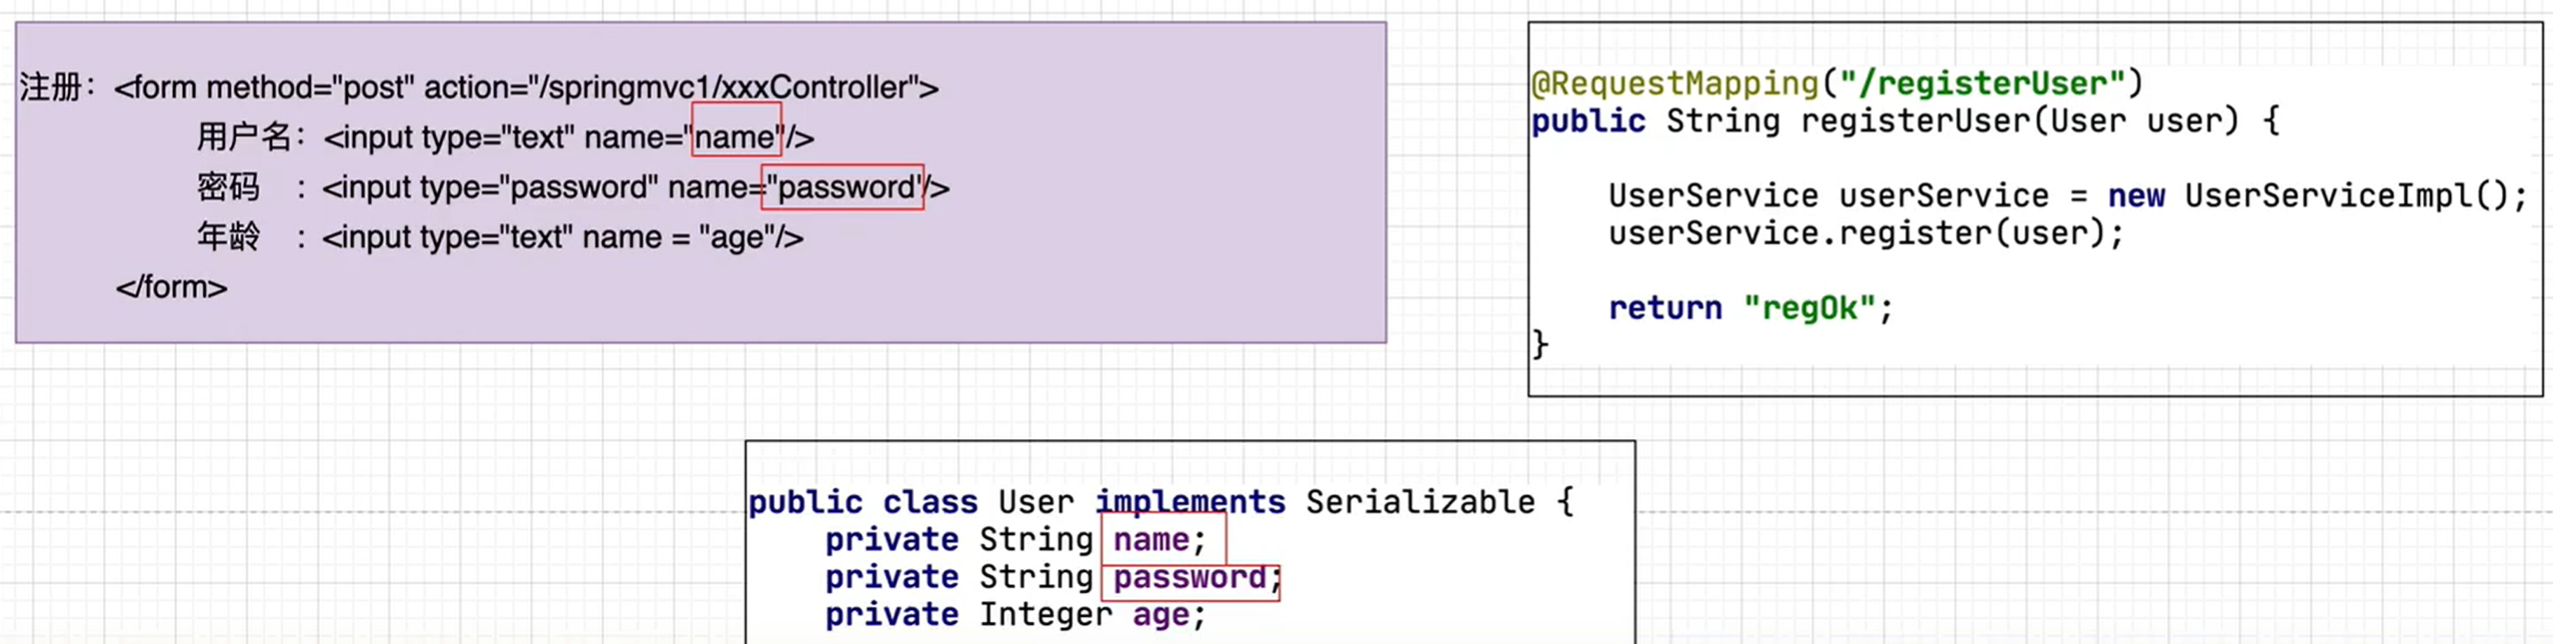 注册：<form method="post" action="/springmvc1/xxxController">
用户名：<input type="text" name="name"/>
密码 ：<input type="password" name="password"/>
年龄 ：<input type="text" name = "age"/>
</form>
@RequestMapping("/registerUser")
public String registerUser(User user) {
UserService userService = new UserServiceImpl();
userService.register(user);
return "regOk";
}
public class User implements Serializable {
private String name;
private String password;
private Integer age;